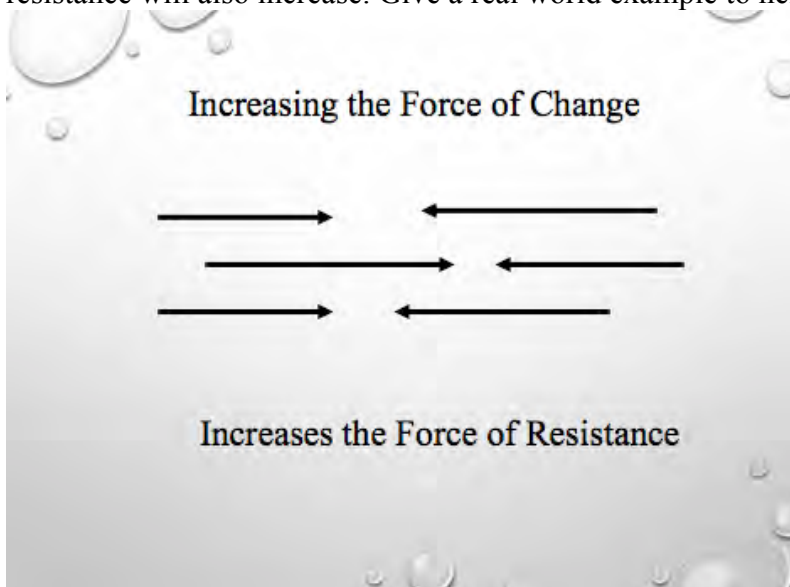 resistance will also increase. Give a real world example to
Increasing the Force of Change
Increases the Force of Resistance